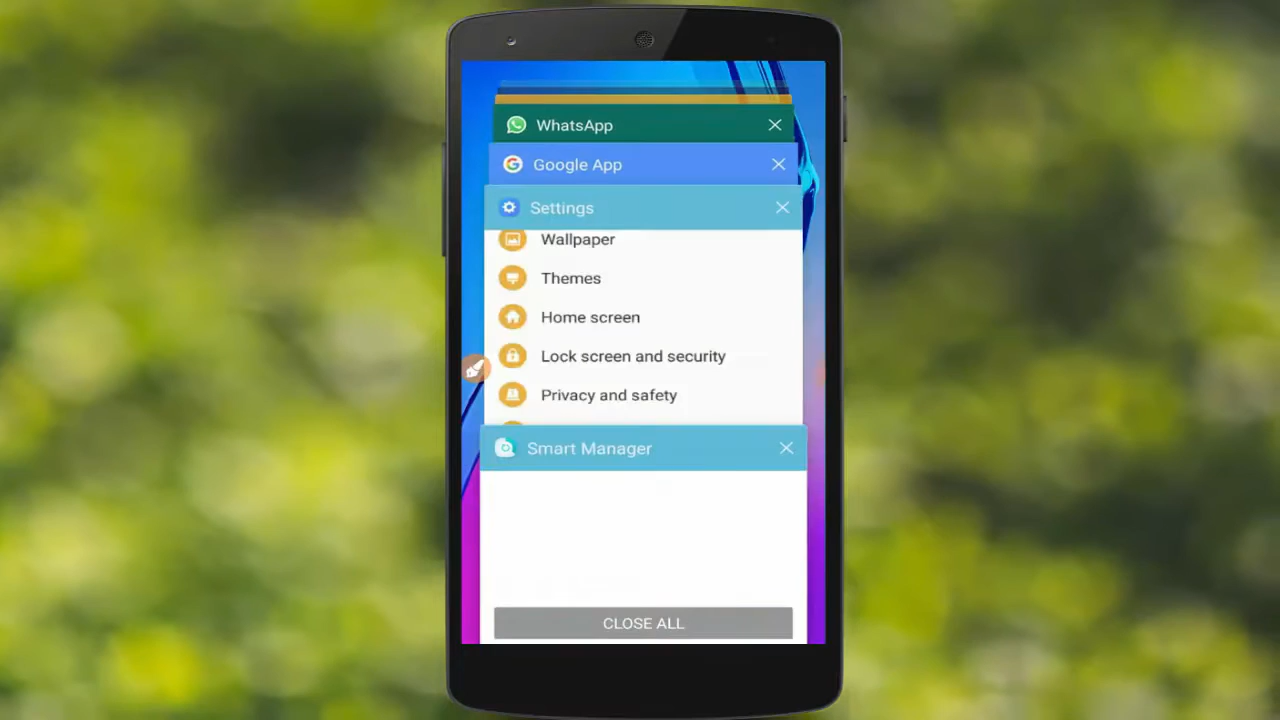 WhatsApp
Google App
Settings
Wallpaper
Themes
Home screen
Lock screen and security
Privacy and safety
Smart Manager
CLOSE ALL